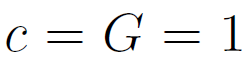 c = G = 1